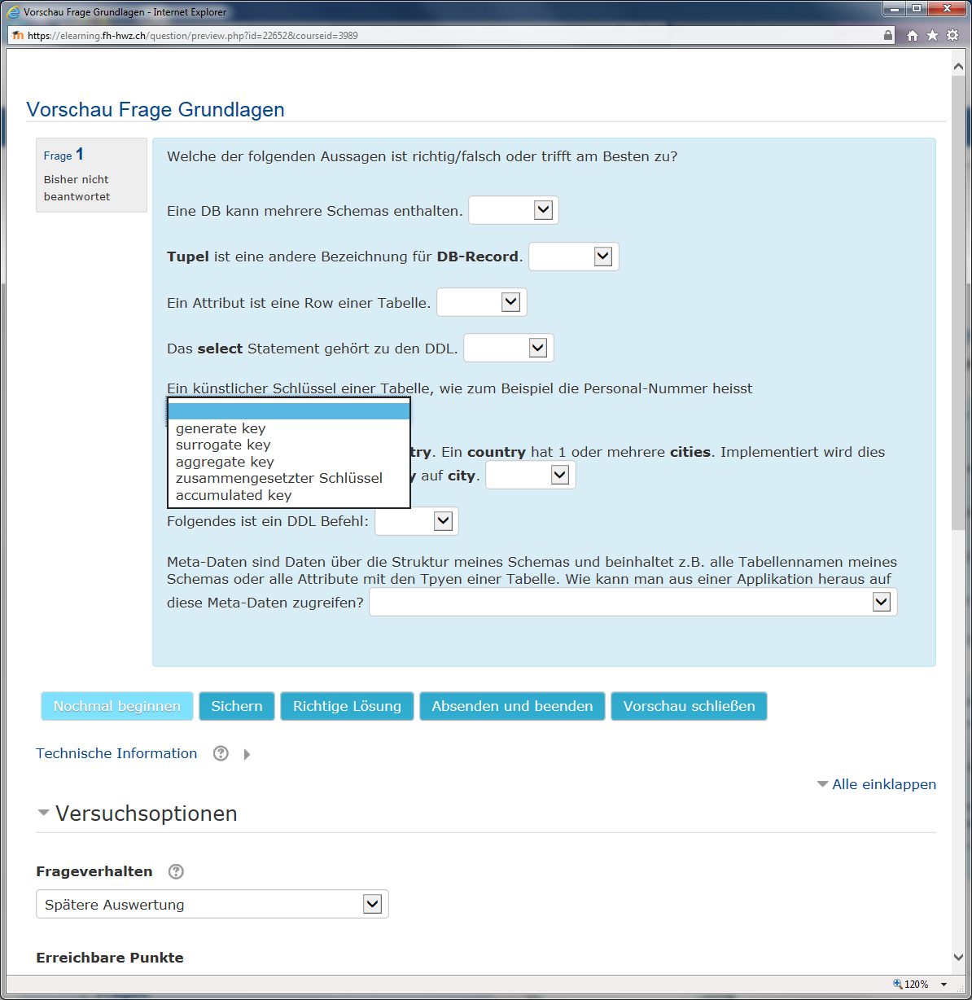 Vorschau Frage Grundlagen - Internet Explorer
https://elearning.fh-hwz.ch/question/preview.php?id=22652&courseid=3989
Vorschau Frage Grundlagen
Frage 1
Bisher nicht
beantwortet
Welche der folgenden Aussagen ist richtig/falsch oder trifft am Besten zu?
Eine DB kann mehrere Schemas enthalten.
Tupel ist eine andere Bezeichnung für DB-Record.
Ein Attribut ist eine Row einer Tabelle.
Das select Statement gehört zu den DDL.
Ein künstlicher Schlüssel einer Tabelle, wie zum Beispiel die Personal-Nummer heisst
generate key
surrogate key
aggregate key
zusammengesetzter Schlüssel
accumulated key
try. Ein country hat 1 oder mehrere cities. Implementiert wird dies
y auf city.
Folgendes ist ein DDL Befehl:
Meta-Daten sind Daten über die Struktur meines Schemas und beinhaltet z.B. alle Tabellennamen meines
Schemas oder alle Attribute mit den Tpyen einer Tabelle. Wie kann man aus einer Applikation heraus auf
diese Meta-Daten zugreifen?
Nochmal beginnen
Sichern
Richtige Lösung
Absenden und beenden
Vorschau schließen
Technische Information
Alle einklappen
Versuchsoptionen
Frageverhalten
Spätere Auswertung
Erreichbare Punkte
120%